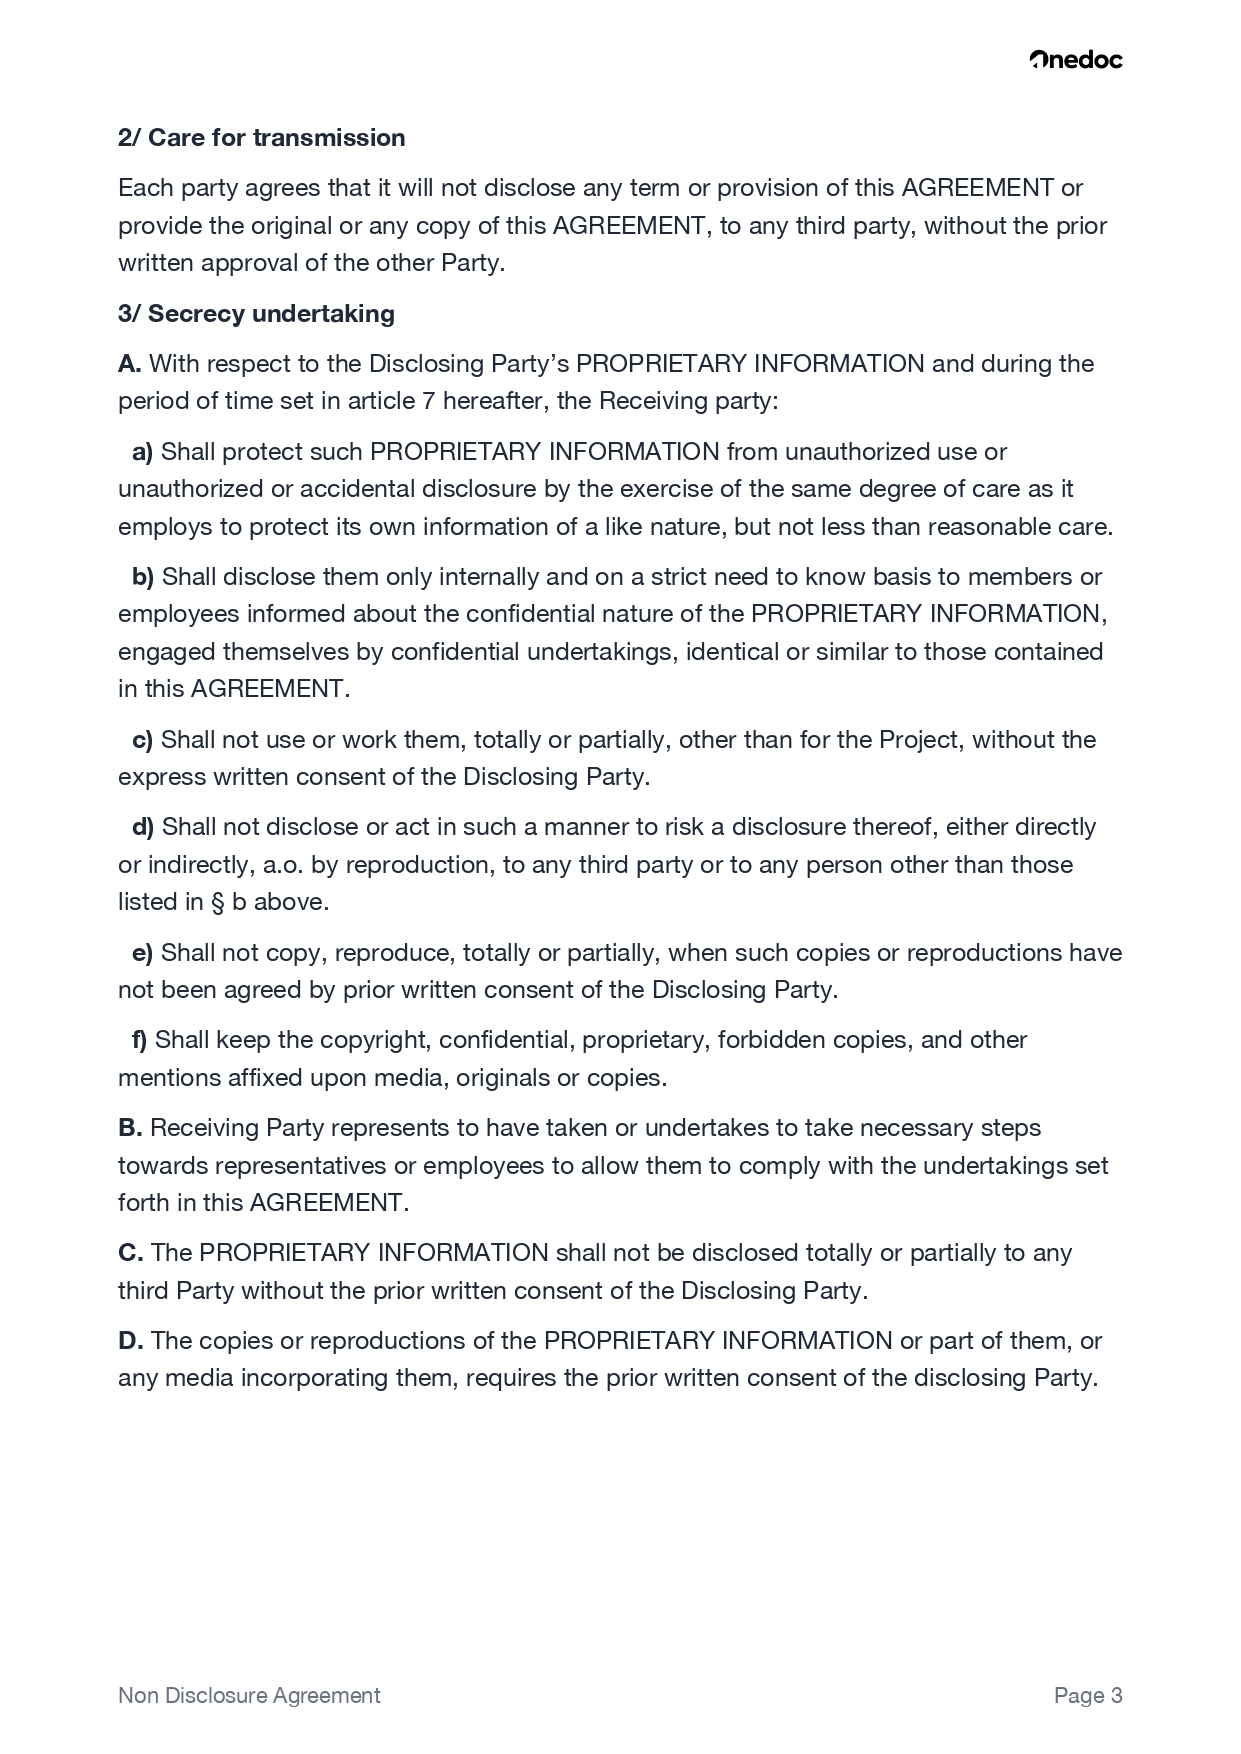 Onedoc
2/ Care for transmission
Each party agrees that it will not disclose any term or provision of this AGREEMENT or
provide the original or any copy of this AGREEMENT, to any third party, without the prior
written approval of the other Party.
3/ Secrecy undertaking
A. With respect to the Disclosing Party’s PROPRIETARY INFORMATION and during the
period of time set in article 7 hereafter, the Receiving party:
a) Shall protect such PROPRIETARY INFORMATION from unauthorized use or
unauthorized or accidental disclosure by the exercise of the same degree of care as it
employs to protect its own information of a like nature, but not less than reasonable care.
b) Shall disclose them only internally and on a strict need to know basis to members or
employees informed about the confidential nature of the PROPRIETARY INFORMATION,
engaged themselves by confidential undertakings, identical or similar to those contained
in this AGREEMENT.
c) Shall not use or work them, totally or partially, other than for the Project, without the
express written consent of the Disclosing Party.
d) Shall not disclose or act in such a manner to risk a disclosure thereof, either directly
or indirectly, a.o. by reproduction, to any third party or to any person other than those
listed in § b above.
e) Shall not copy, reproduce, totally or partially, when such copies or reproductions have
not been agreed by prior written consent of the Disclosing Party.
f) Shall keep the copyright, confidential, proprietary, forbidden copies, and other
mentions affixed upon media, originals or copies.
B. Receiving Party represents to have taken or undertakes to take necessary steps
towards representatives or employees to allow them to comply with the undertakings set
forth in this AGREEMENT.
C. The PROPRIETARY INFORMATION shall not be disclosed totally or partially to any
third Party without the prior written consent of the Disclosing Party.
D. The copies or reproductions of the PROPRIETARY INFORMATION or part of them, or
any media incorporating them, requires the prior written consent of the disclosing Party.
Non Disclosure Agreement
Page 3